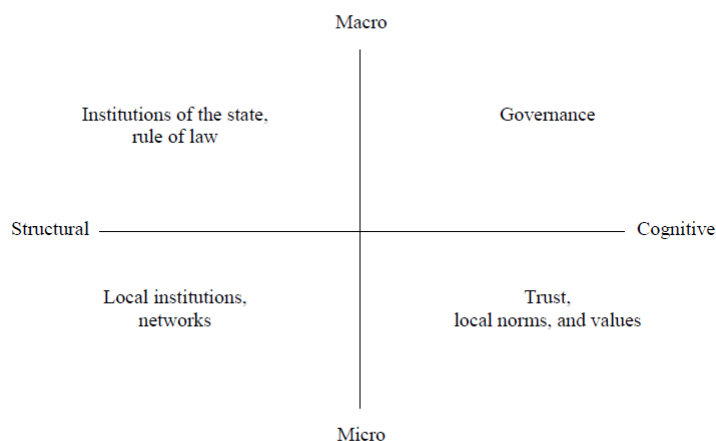 Macro
Institutions of the state,
rule of law
Governance
Structural
Cognitive
Local institutions,
networks
Trust,
local norms, and values
Micro